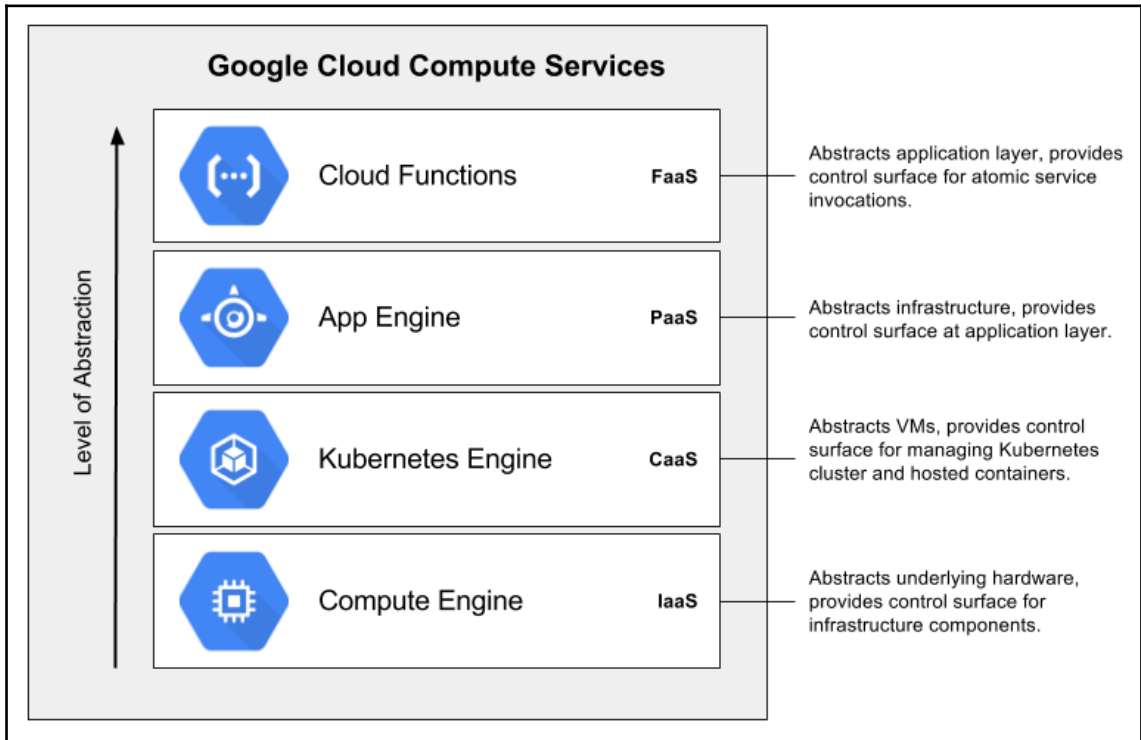 Google Cloud Compute Services
Level of Abstraction
Cloud Functions
FaaS
Abstracts application layer, provides
control surface for atomic service
invocations.
App Engine
PaaS
Abstracts infrastructure, provides
control surface at application layer.
Kubernetes Engine
CaaS
Abstracts VMs, provides control
surface for managing Kubernetes
cluster and hosted containers.
Compute Engine
IaaS
Abstracts underlying hardware,
provides control surface for
infrastructure components.